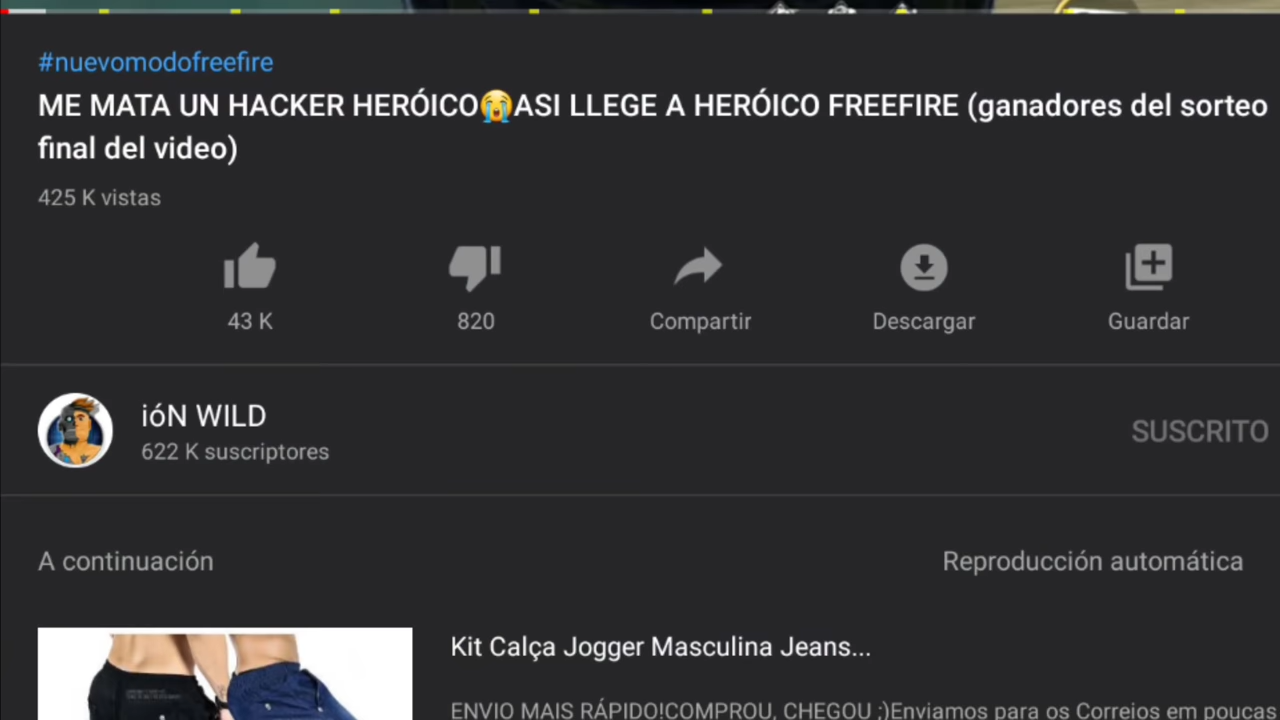 #nuevomodofreefire
ME MATA UN HACKER HERÓICO😭ASI LLEGE A HERÓICO FREEFIRE (ganadores del sorteo
final del video)
425 K vistas
43 K
820
Compartir
Descargar
Guardar
ióN WILD
622 K suscriptores
SUSCRITO
A continuación
Reproducción automática
Kit Calça Jogger Masculina Jeans...
ENVIO MAIS RÁPIDO!COMPROU, CHEGOU ;)Enviamos para os Correios em poucas